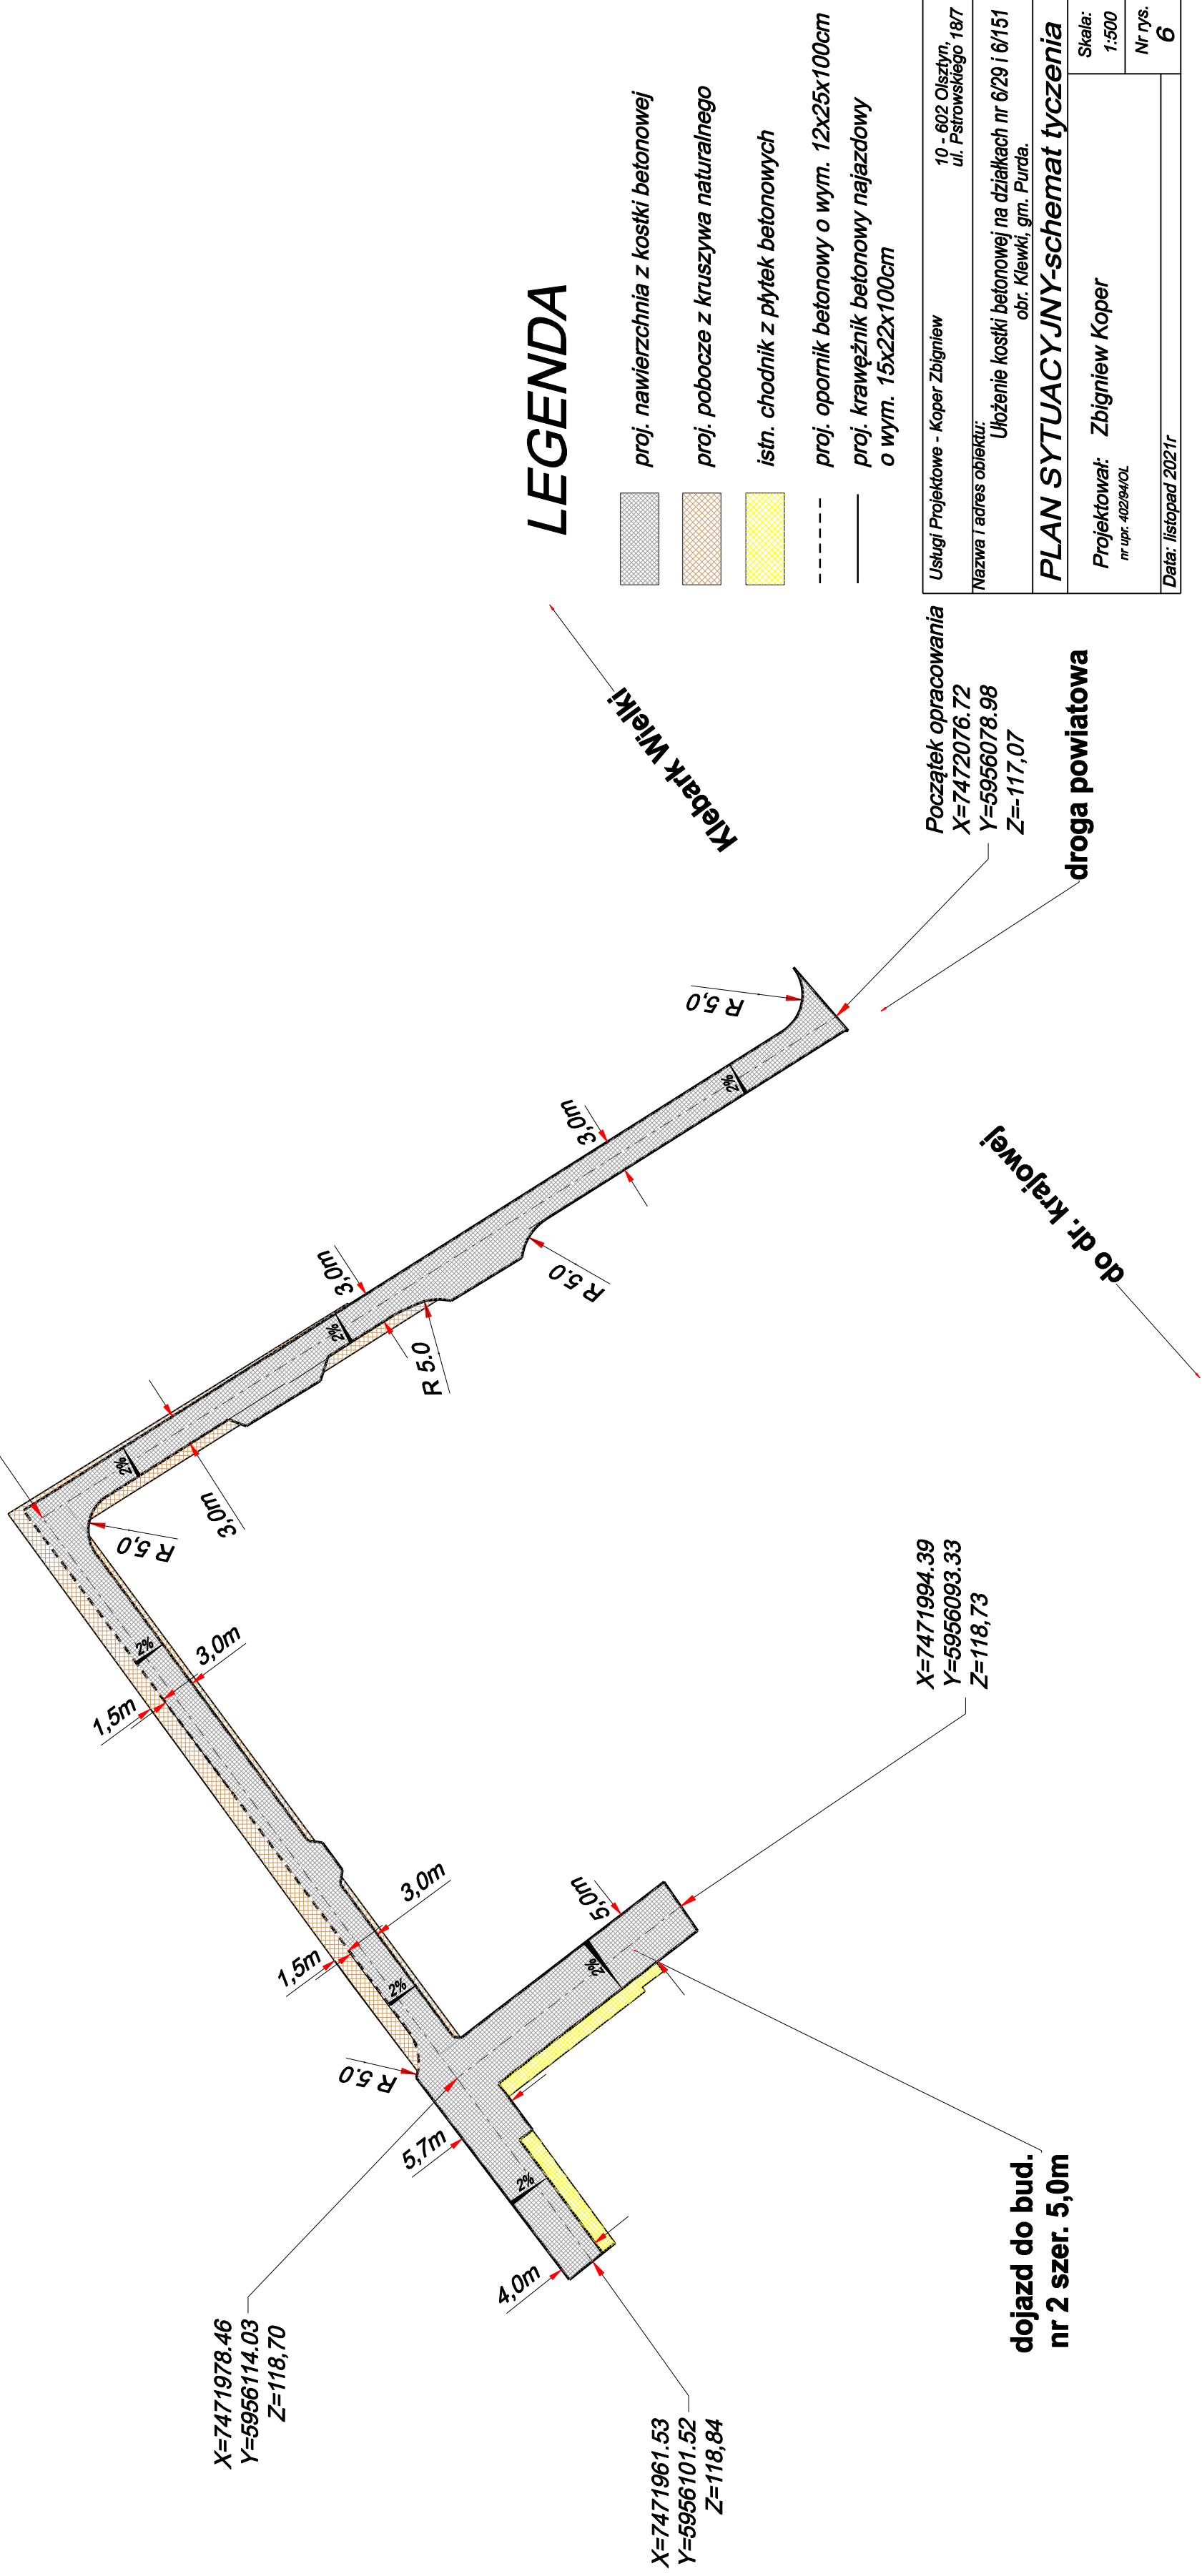 LEGENDA
proj. nawierzchnia z kostki betonowej
proj. pobocze z kruszywa naturalnego
istn. chodnik z płytek betonowych
proj. opornik betonowy o wym. 12x25x100cm
proj. krawężnik betonowy najazdowy
o wym. 15x22x100cm
Usługi Projektowe - Koper Zbigniew
10 - 602 Olsztyn,
ul. Pstrowskiego 18/7
Nazwa i adres obiektu:
Ułożenie kostki betonowej na działkach nr 6/29 i 6/151
obr. Klewki, gm. Purda.
PLAN SYTUACYJNY-schemat tyczenia
Projektował: Zbigniew Koper
nr upr. 402/94/OL
Skala:
1:500
Nr rys.
6
Data: listopad 2021r
Klebark Wielki
Początek opracowania
X=7472076.72
Y=5956078.98
Z=-117,07
droga powiatowa
do dr. krajowej
R 5,0
2%
3,0m
R 5.0
3,0m
2%
R 5.0
2%
3,0m
R 5,0
2%
3,0m
1,5m
3,0m
1,5m
2%
R 5.0
5,0m
2%
5,7m
2%
4,0m
X=7471994.39
Y=5956093.33
Z=118,73
dojazd do bud.
nr 2 szer. 5,0m
X=7471978.46
Y=5956114.03
Z=118,70
X=7471961.53
Y=5956101.52
Z=118,84